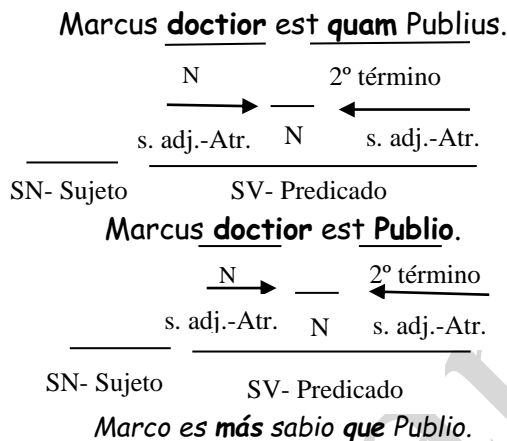 Marcus doctior est quam Publius.
N 2º término
s. adj.-Atr. N s. adj.-Atr.
SN- Sujeto SV- Predicado
Marcus doctior est Publio.
N 2º término
s. adj.-Atr. N s. adj.-Atr.
SN- Sujeto SV- Predicado
Marco es más sabio que Publio.